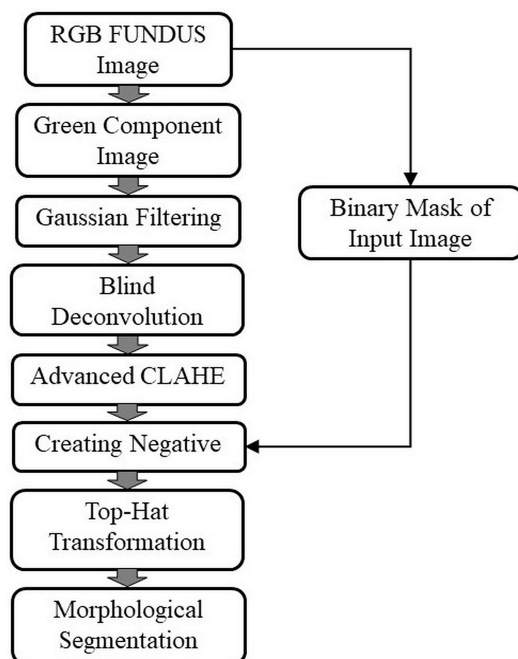 RGB FUNDUS
Image
Green Component
Image
Gaussian Filtering
Binary Mask of
Input Image
Blind
Deconvolution
Advanced CLAHE
Creating Negative
Top-Hat
Transformation
Morphological
Segmentation